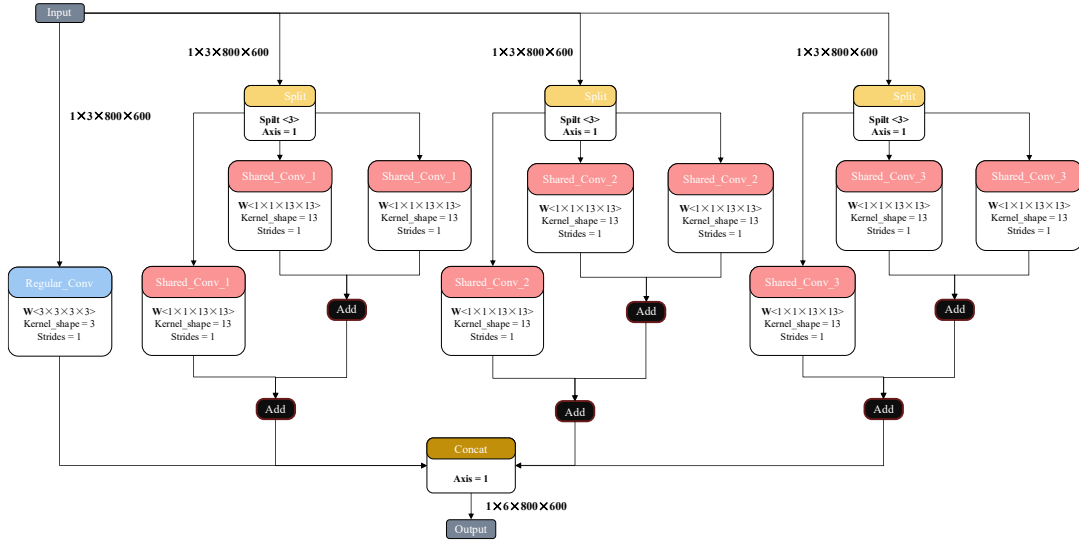 Input
1×3×800×600
1×3×800×600
1×3×800×600
1×3×800×600
Split
Spilt <3>
Axis = 1
Split
Spilt <3>
Axis = 1
Split
Spilt <3>
Axis = 1
Shared_Conv_1
W<1×1×13×13>
Kernel_shape = 13
Strides = 1
Shared_Conv_1
W<1×1×13×13>
Kernel_shape = 13
Strides = 1
Shared_Conv_2
W<1×1×13×13>
Kernel_shape = 13
Strides = 1
Shared_Conv_2
W<1×1×13×13>
Kernel_shape = 13
Strides = 1
Shared_Conv_3
W<1×1×13×13>
Kernel_shape = 13
Strides = 1
Shared_Conv_3
W<1×1×13×13>
Kernel_shape = 13
Strides = 1
Regular_Conv
W<3×3×3×3>
Kernel_shape = 3
Strides = 1
Shared_Conv_1
W<1×1×13×13>
Kernel_shape = 13
Strides = 1
Add
Shared_Conv_2
W<1×1×13×13>
Kernel_shape = 13
Strides = 1
Add
Shared_Conv_3
W<1×1×13×13>
Kernel_shape = 13
Strides = 1
Add
Add
Add
Add
Concat
Axis = 1
1×6×800×600
Output